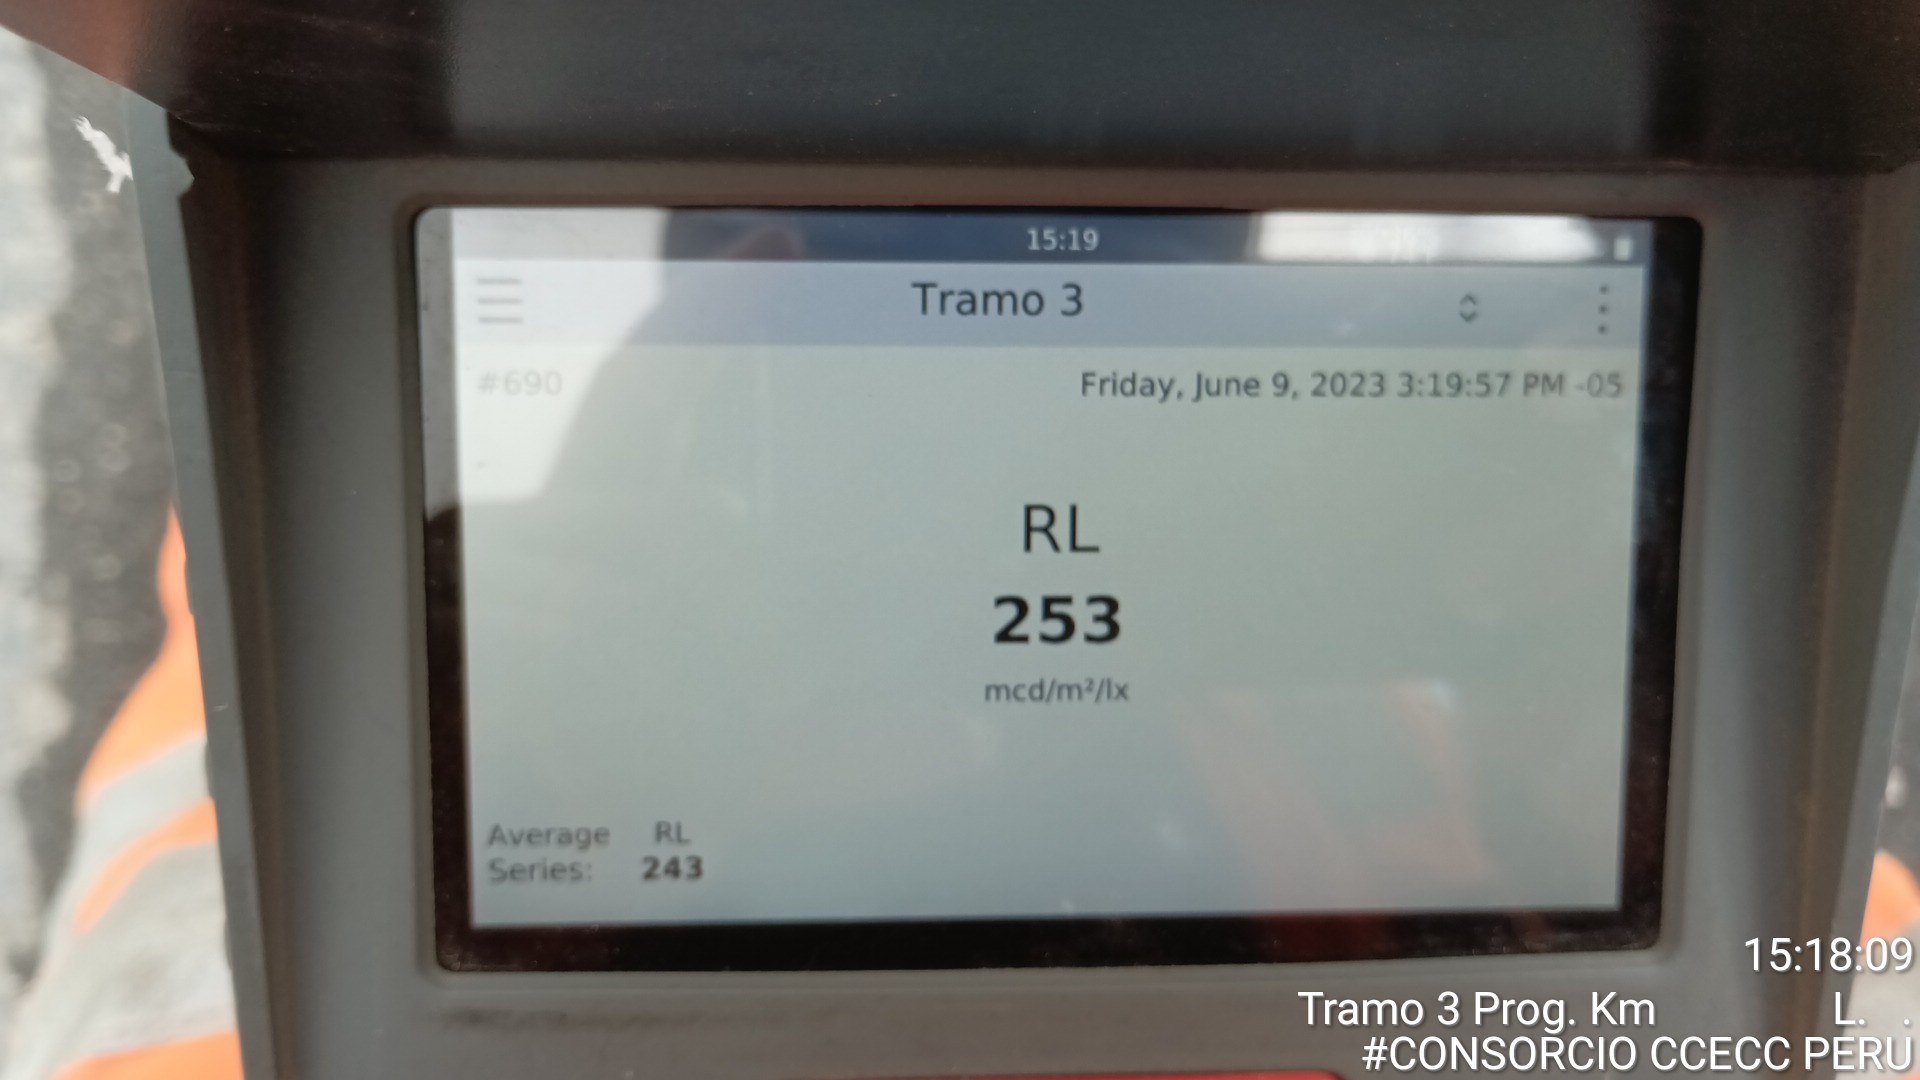 15:19
Tramo 3
#690
Friday, June 9, 2023 3:19:57 PM -05
RL
253
mcd/m²/lx
Average RL
Series: 243
15:18:09
Tramo 3 Prog. Km L. .
#CONSORCIO CCECC PERU